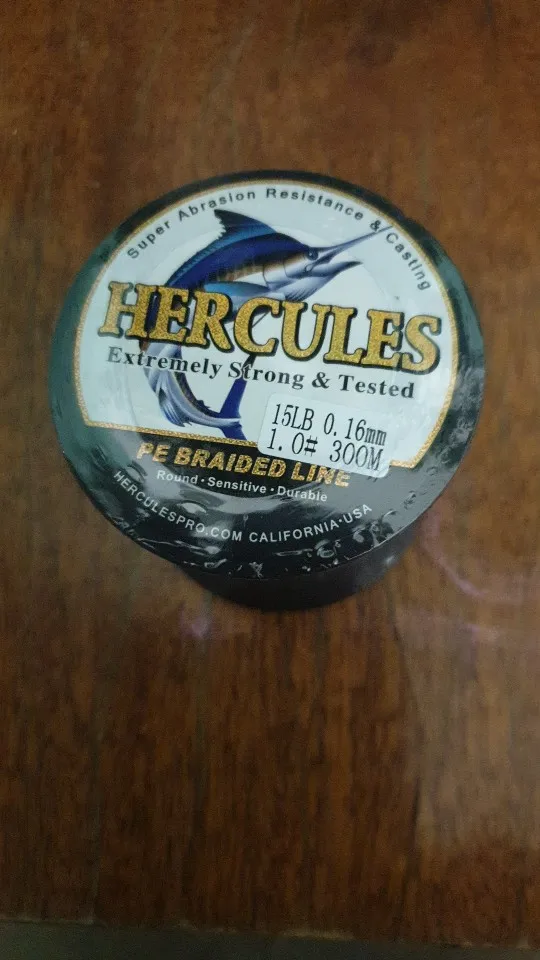 Super Abrasion Resistance & Casting
HERCULES
Extremely Strong & Tested
15LB 0.16mm
1.0# 300M
PE BRAIDED LINE
Round · Sensitive · Durable
HERCULESPRO.COM CALIFORNIA·USA